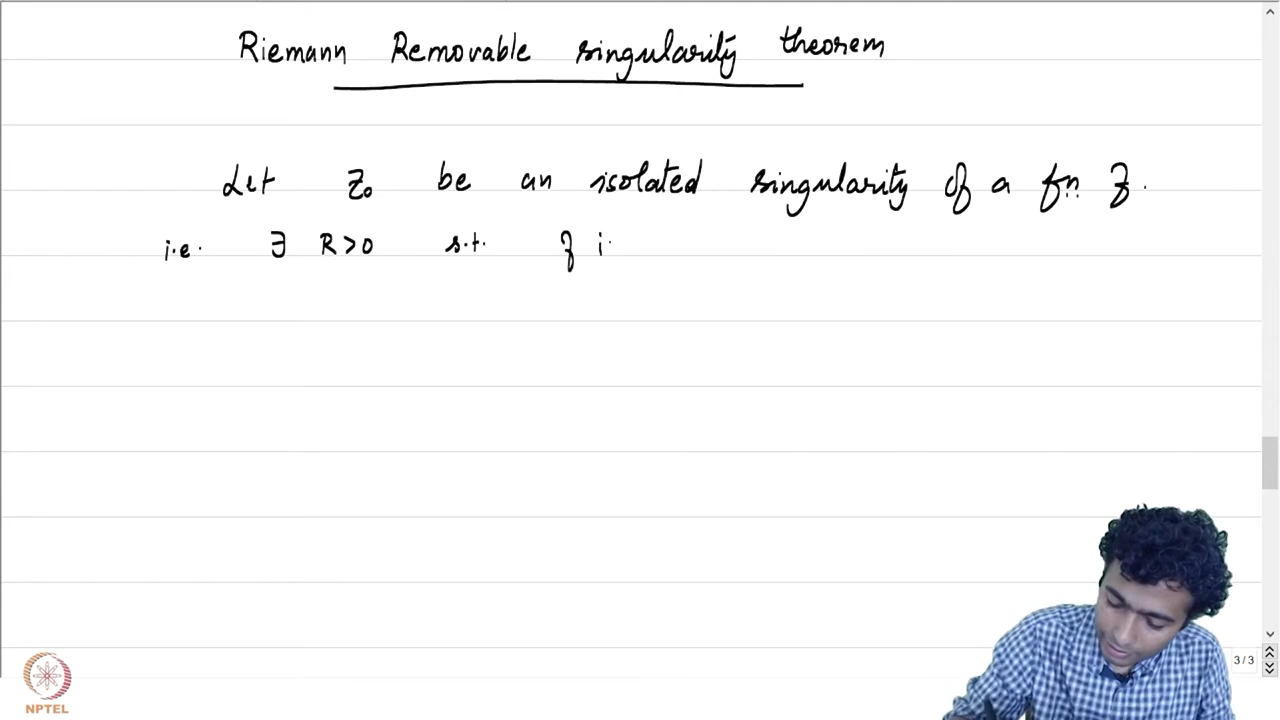 Riemann Removable singularity theorem
Let z₀ be an isolated singularity of a fn. f.
i.e. ∃ R>0 s.t. f i
3/3
NPTEL